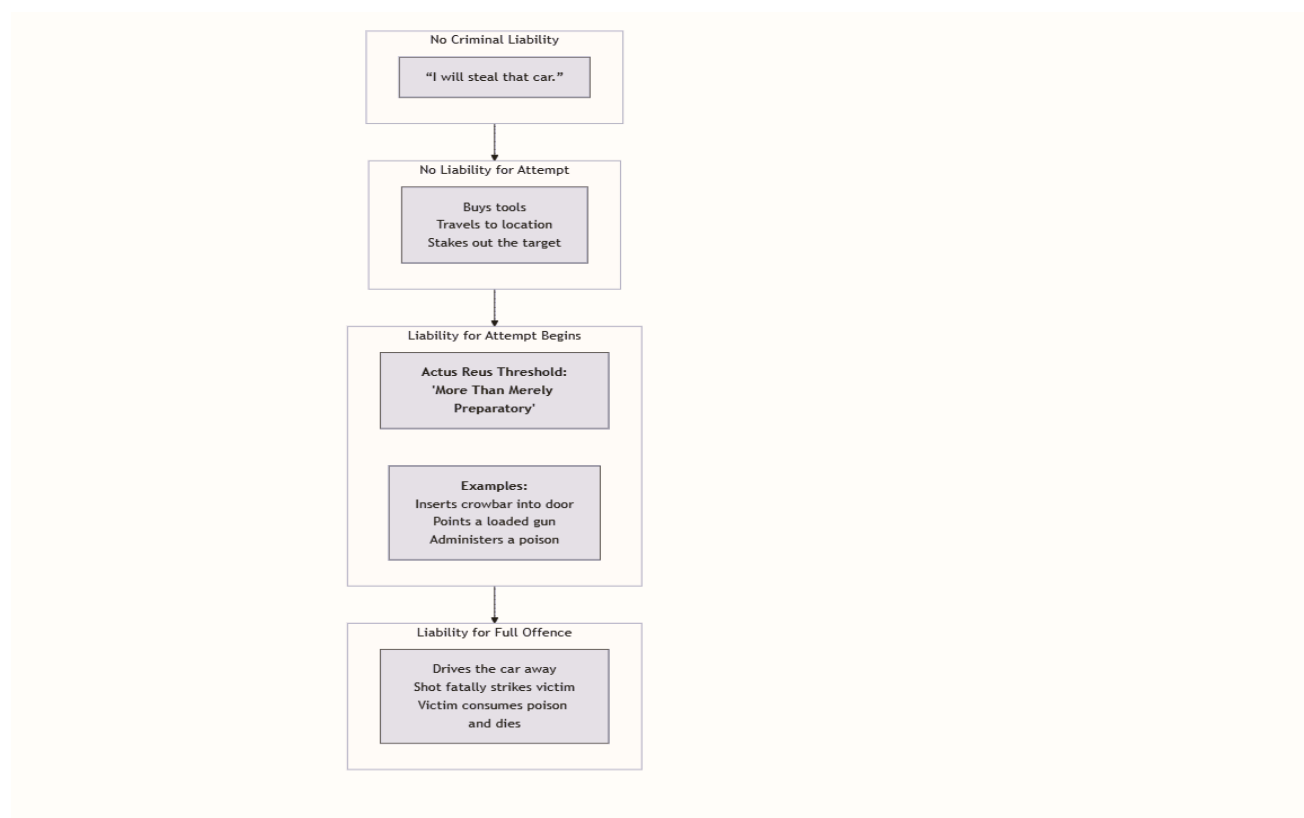 No Criminal Liability
“I will steal that car.”
No Liability for Attempt
Buys tools
Travels to location
Stakes out the target
Liability for Attempt Begins
Actus Reus Threshold:
'More Than Merely
Preparatory'
Examples:
Inserts crowbar into door
Points a loaded gun
Administers a poison
Liability for Full Offence
Drives the car away
Shot fatally strikes victim
Victim consumes poison
and dies